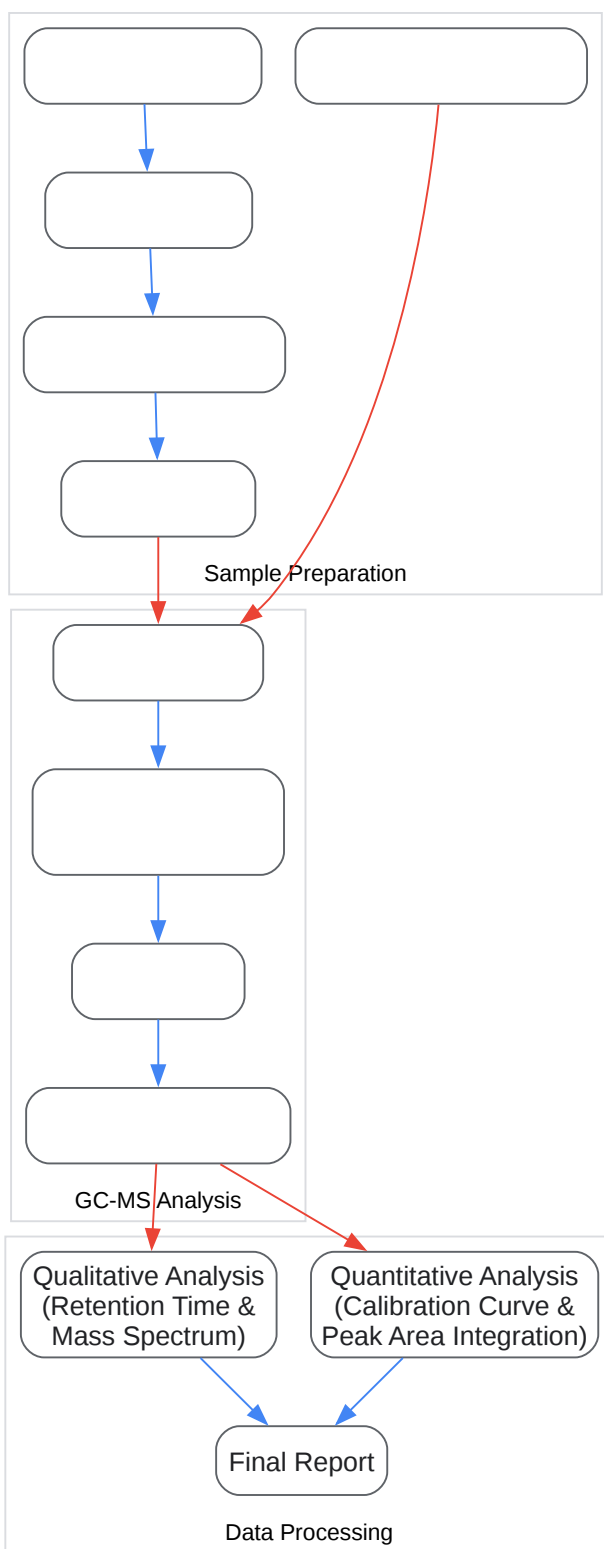 Sample Preparation
GC-MS Analysis
Qualitative Analysis
(Retention Time &
Mass Spectrum)
Quantitative Analysis
(Calibration Curve &
Peak Area Integration)
Final Report
Data Processing